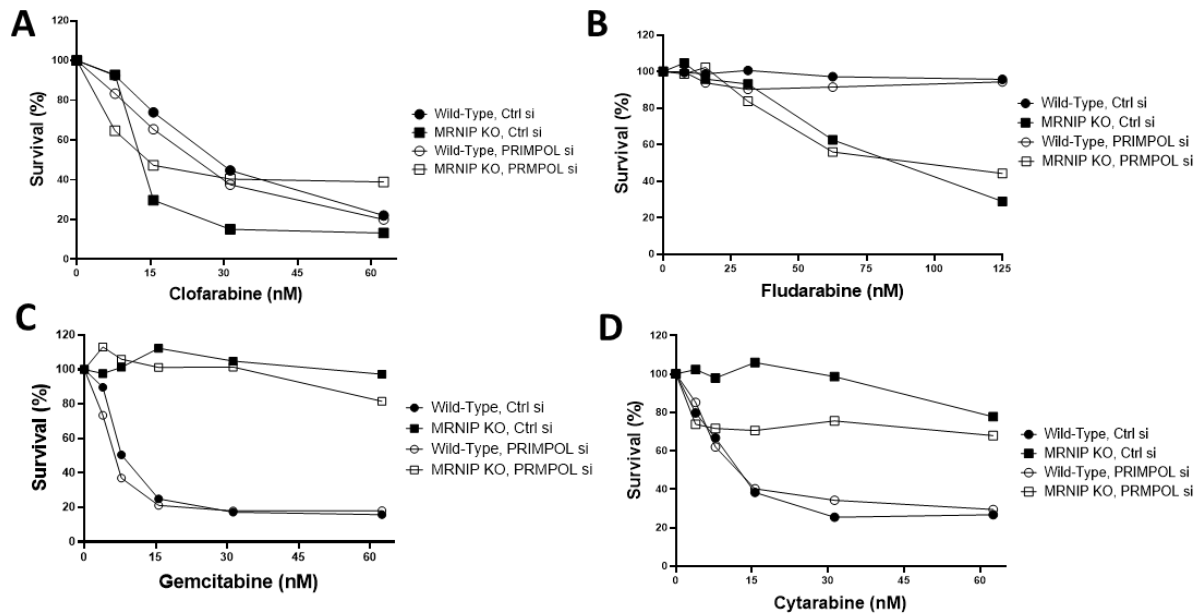 A
120
100
80
60
40
20
0
Survival (%)
0 15 30 45 60
Clofarabine (nM)
Wild-Type, Ctrl si
MRNIP KO, Ctrl si
Wild-Type, PRIMPOL si
MRNIP KO, PRMPOL si
B
120
100
80
60
40
20
0
Survival (%)
0 25 50 75 100 125
Fludarabine (nM)
Wild-Type, Ctrl si
MRNIP KO, Ctrl si
Wild-Type, PRIMPOL si
MRNIP KO, PRMPOL si
C
120
100
80
60
40
20
0
Survival (%)
0 15 30 45 60
Gemcitabine (nM)
Wild-Type, Ctrl si
MRNIP KO, Ctrl si
Wild-Type, PRIMPOL si
MRNIP KO, PRMPOL si
D
120
100
80
60
40
20
0
Survival (%)
0 15 30 45 60
Cytarabine (nM)
Wild-Type, Ctrl si
MRNIP KO, Ctrl si
Wild-Type, PRIMPOL si
MRNIP KO, PRMPOL si